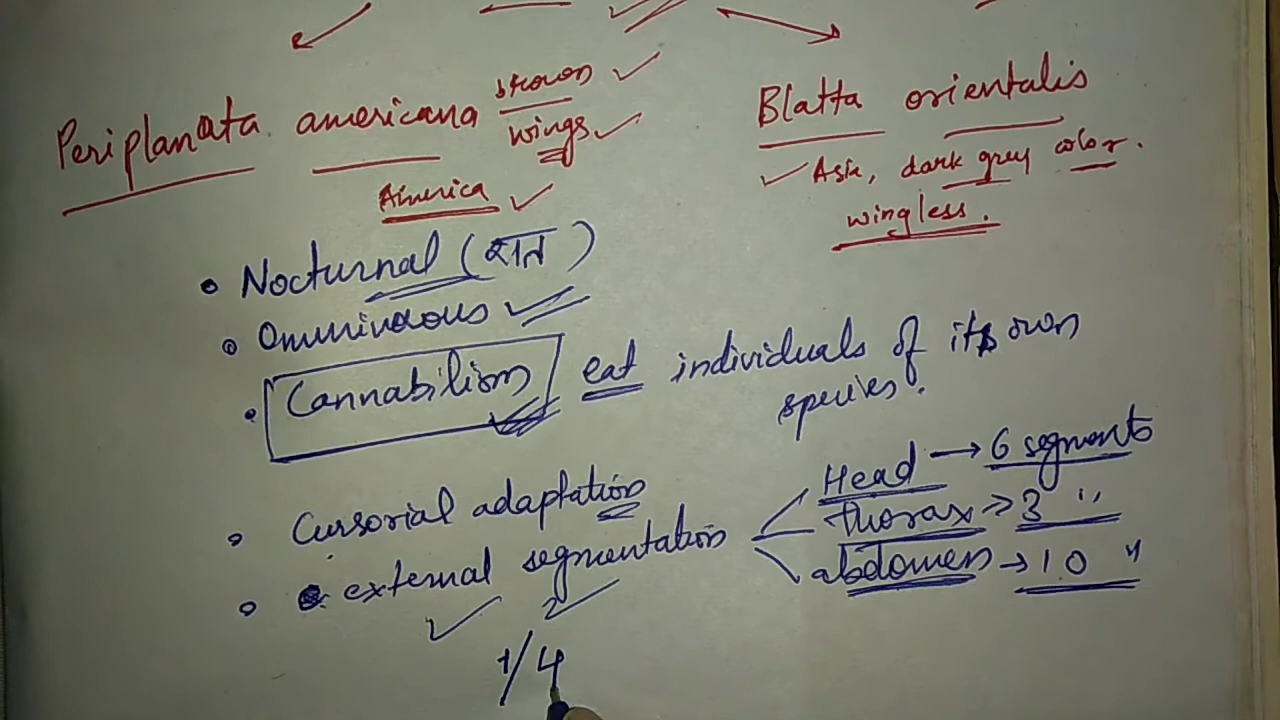 Periplanata americana brown
wings
America
Blatta orientalis
Asia, dark grey color.
wingless.
• Nocturnal (रात)
• Omnivorous
• Cannabilism eat individuals of its own
species.
• Cursorial adaptation
• external segmentation
Head → 6 segments
thorax → 3 "
abdomen → 10 "
1/4